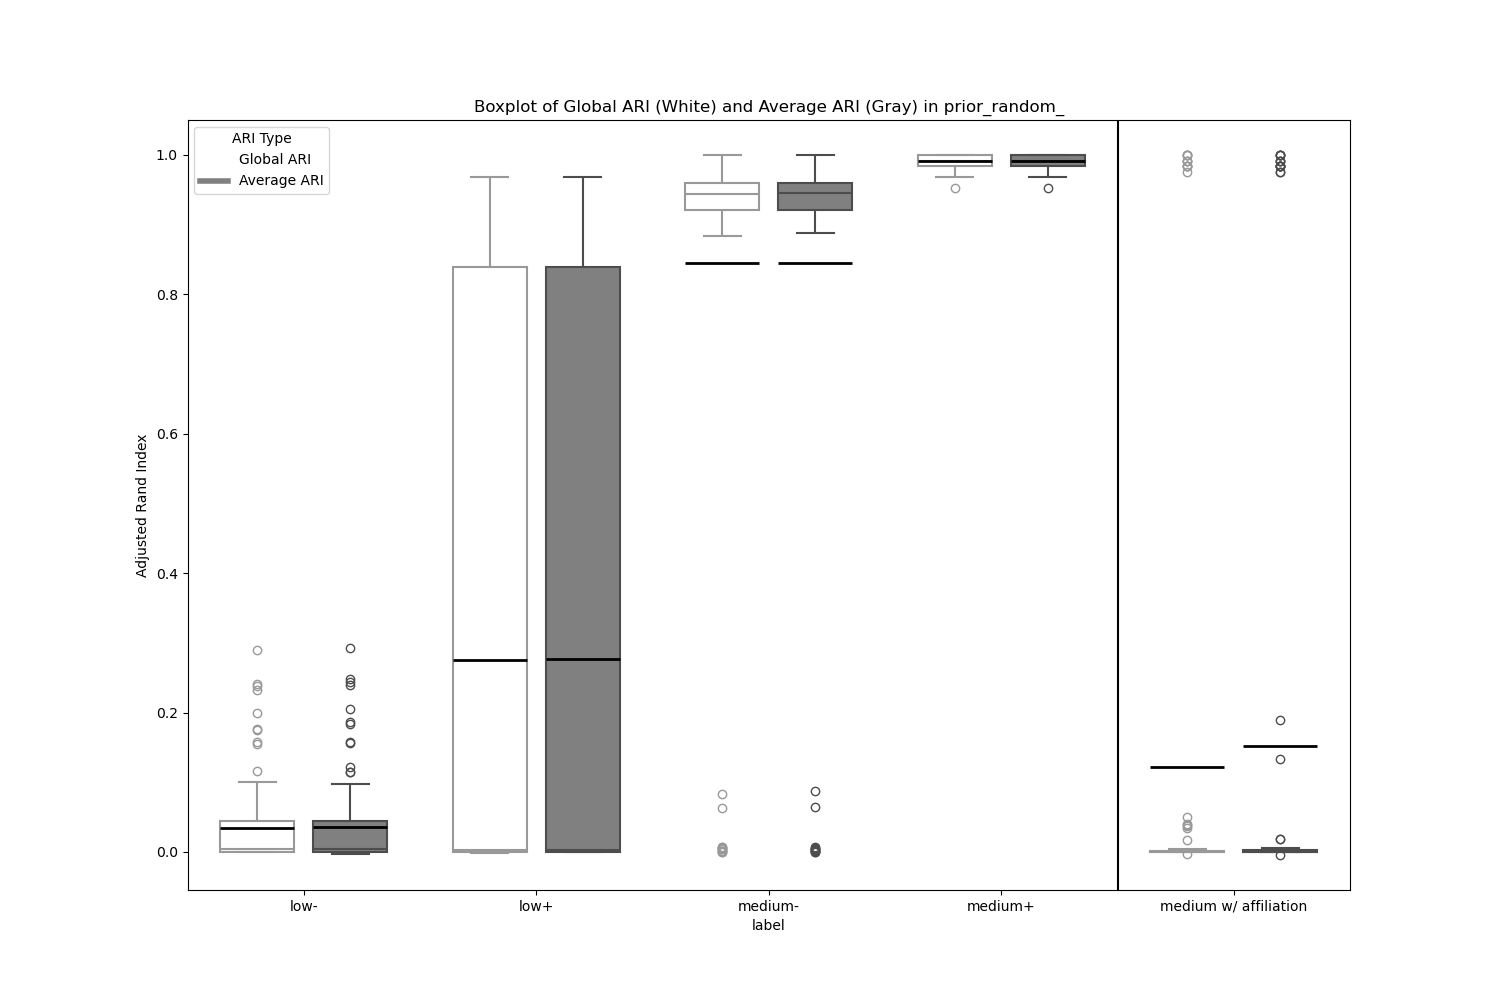 Boxplot of Global ARI (White) and Average ARI (Gray) in prior_random_
ARI Type
Global ARI
Average ARI
Adjusted Rand Index
1.0
0.8
0.6
0.4
0.2
0.0
low-
low+
medium-
medium+
medium w/ affiliation
label